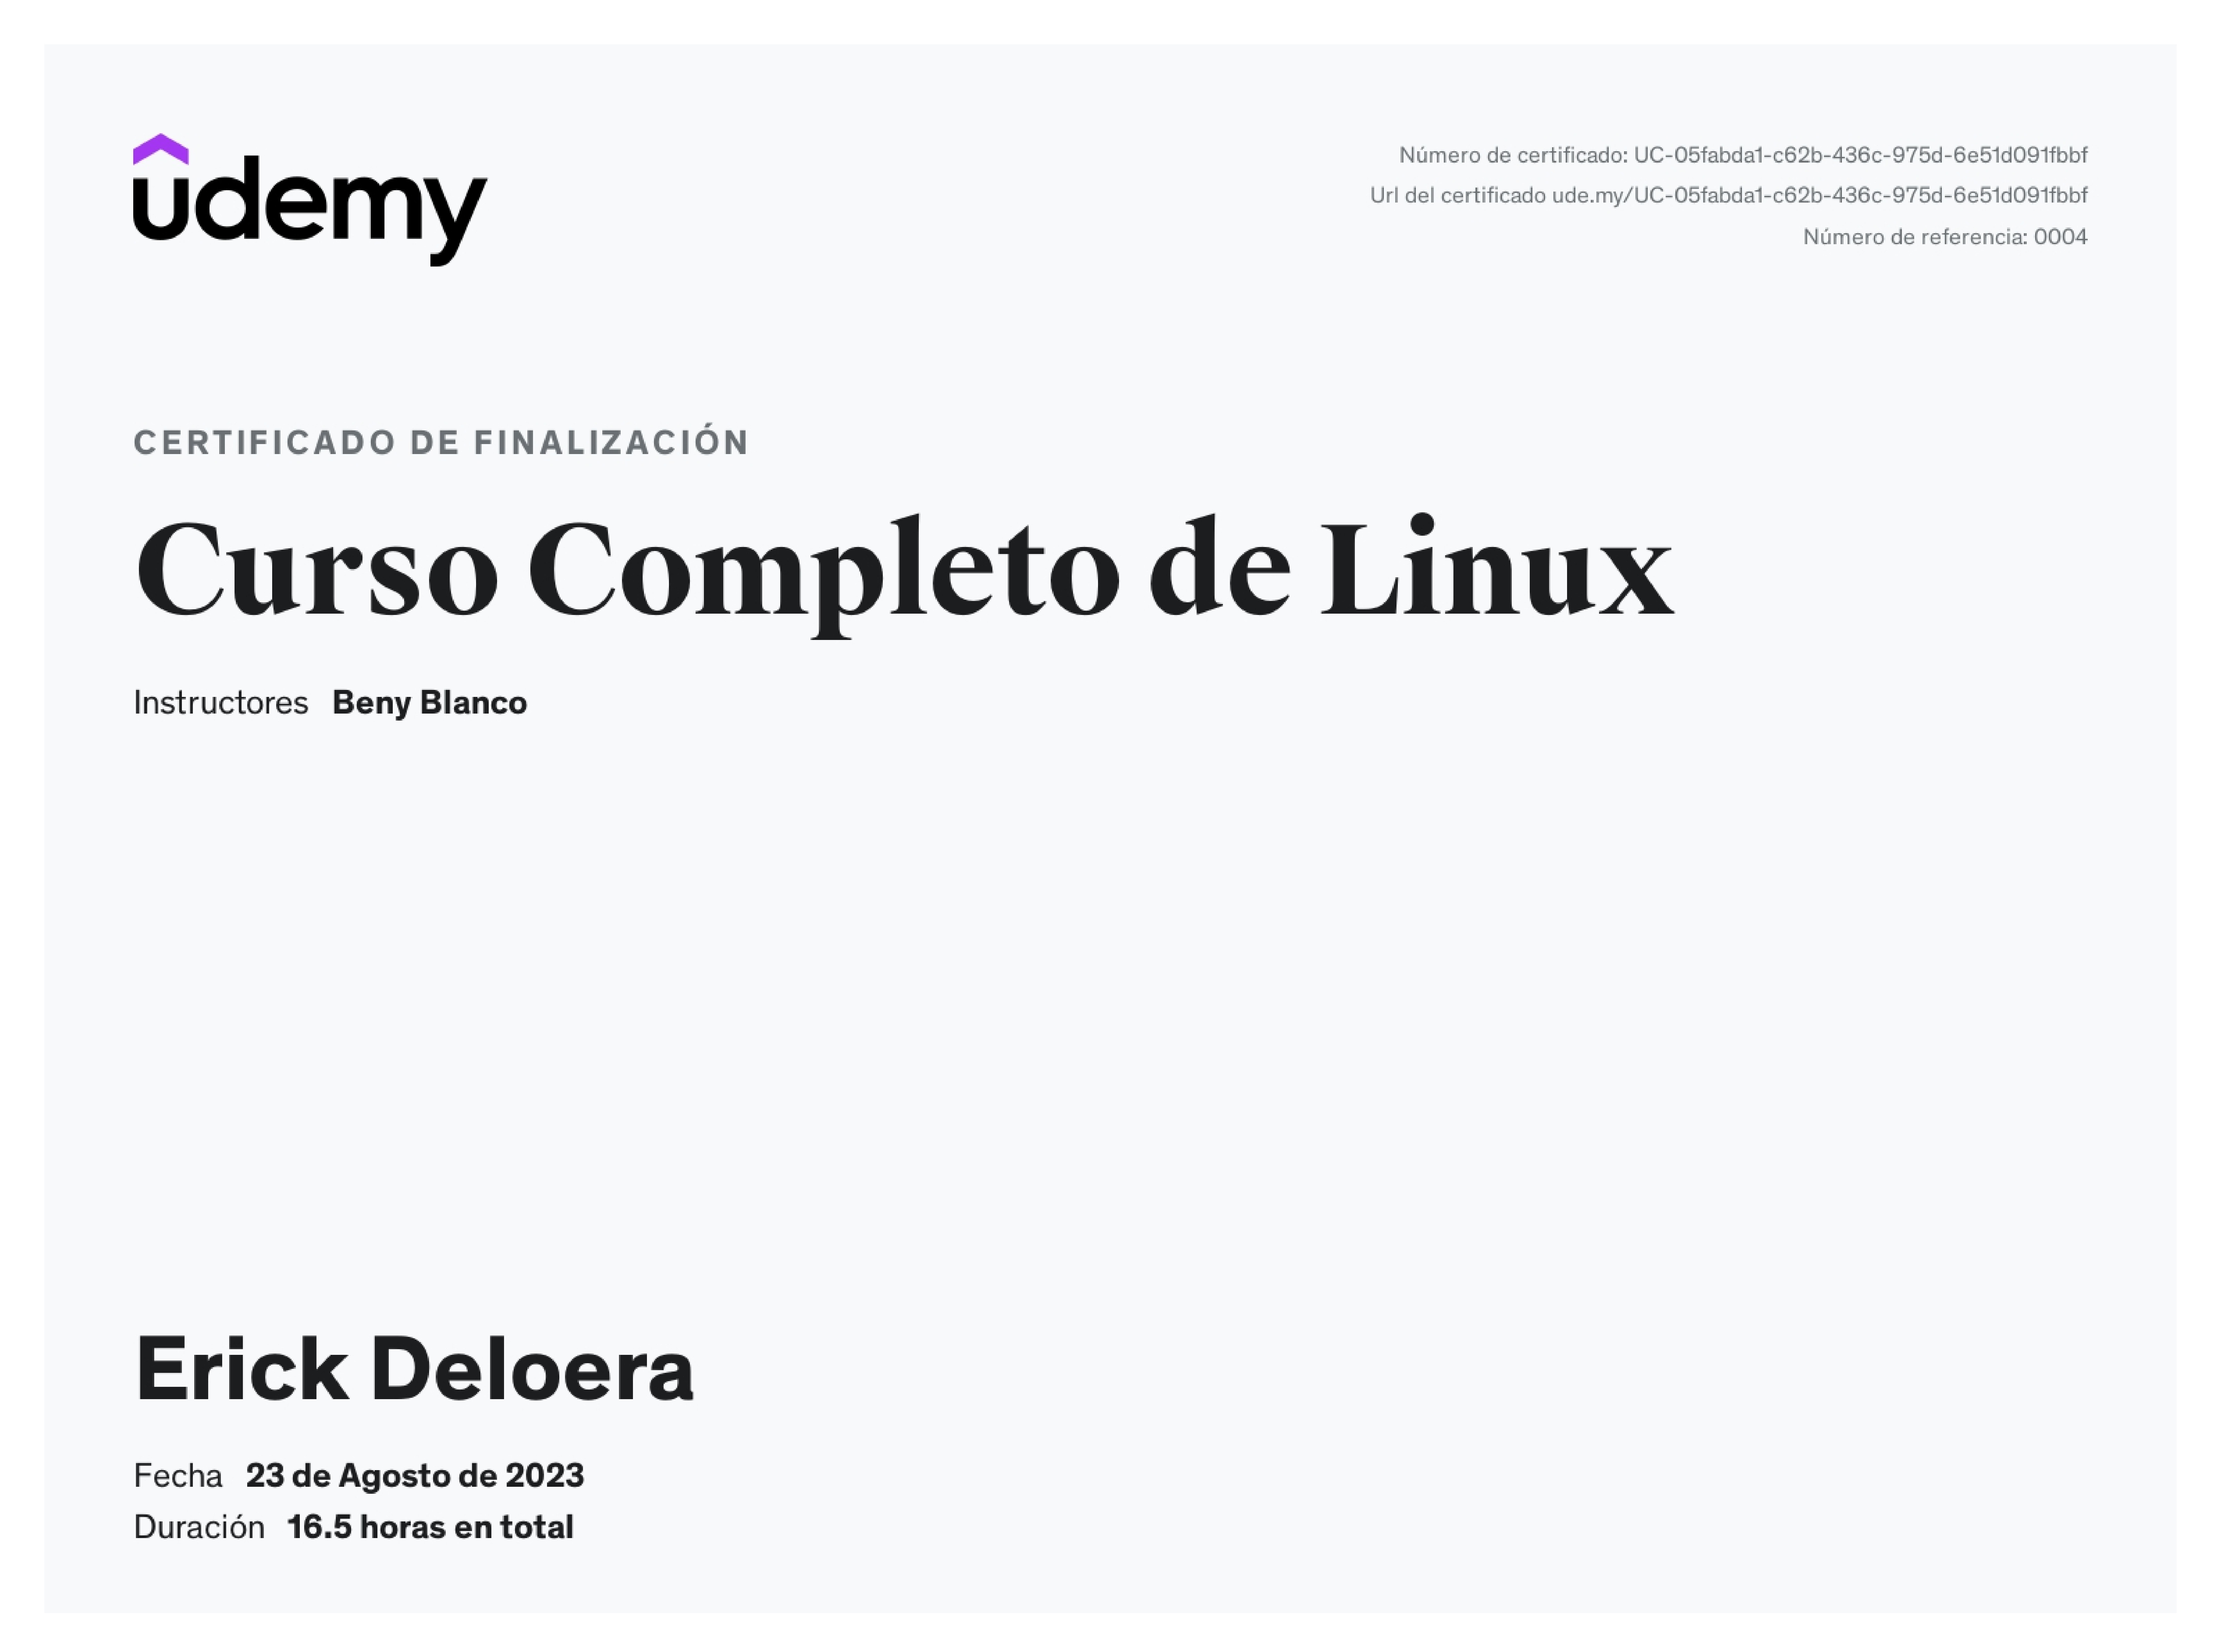 udemy
Número de certificado: UC-05fabda1-c62b-436c-975d-6e51d091fbbf
Url del certificado ude.my/UC-05fabda1-c62b-436c-975d-6e51d091fbbf
Número de referencia: 0004
CERTIFICADO DE FINALIZACIÓN
Curso Completo de Linux
Instructores Beny Blanco
Erick Deloera
Fecha 23 de Agosto de 2023
Duración 16.5 horas en total